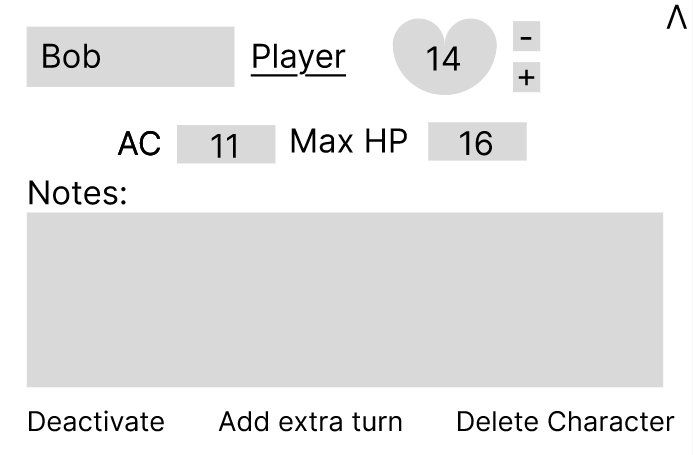 Bob Player 14 -
+
AC 11 Max HP 16
Notes:
Deactivate Add extra turn Delete Character